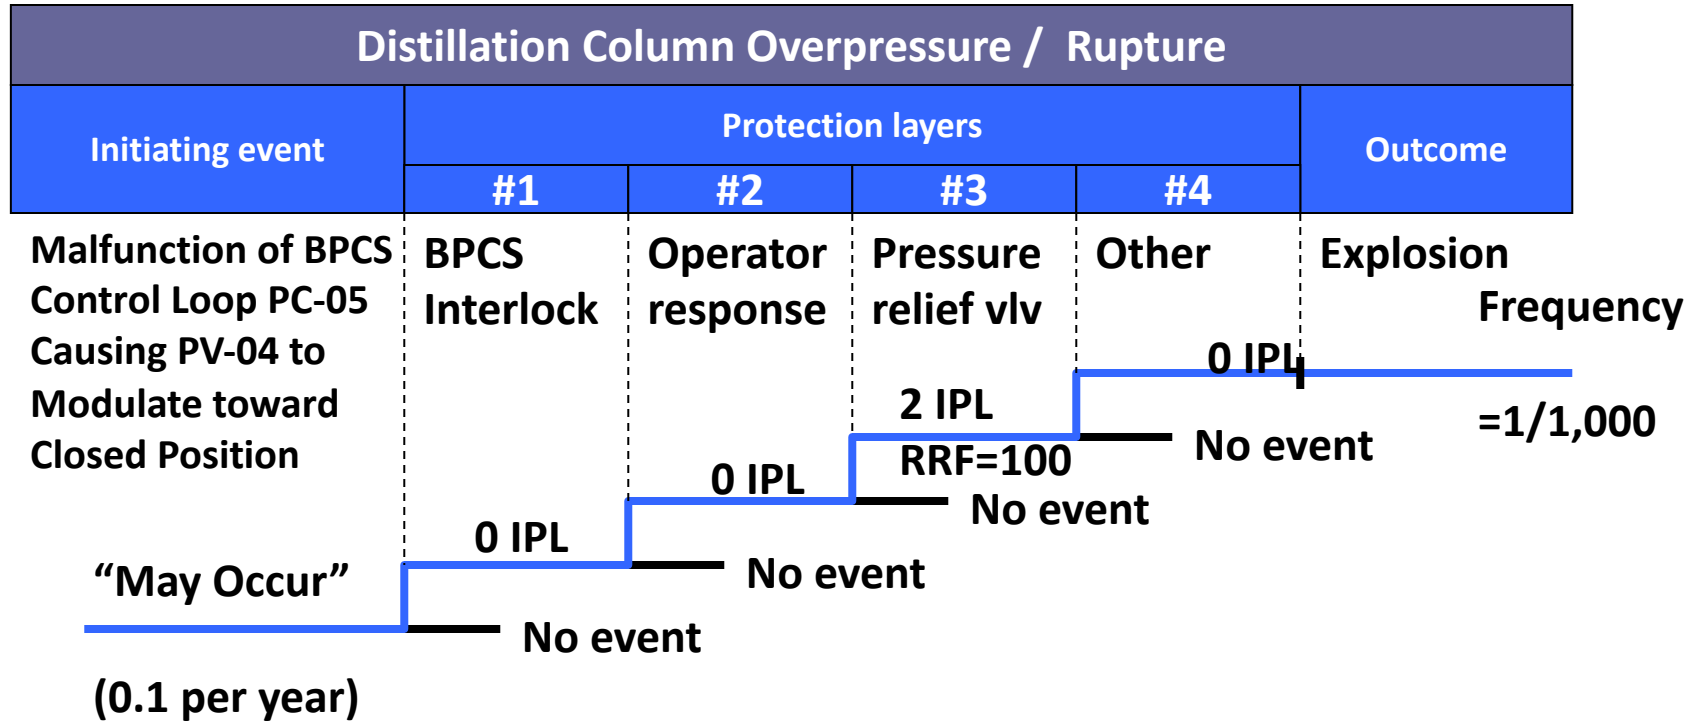 Distillation Column Overpressure / Rupture
Initiating event
Protection layers
Outcome
#1
#2
#3
#4
Malfunction of BPCS
Control Loop PC-05
Causing PV-04 to
Modulate toward
Closed Position
BPCS
Interlock
Operator
response
Pressure
relief vlv
Other
Explosion
Frequency
0 IPL
2 IPL
RRF=100
No event
=1/1,000
0 IPL
No event
0 IPL
No event
“May Occur”
No event
(0.1 per year)